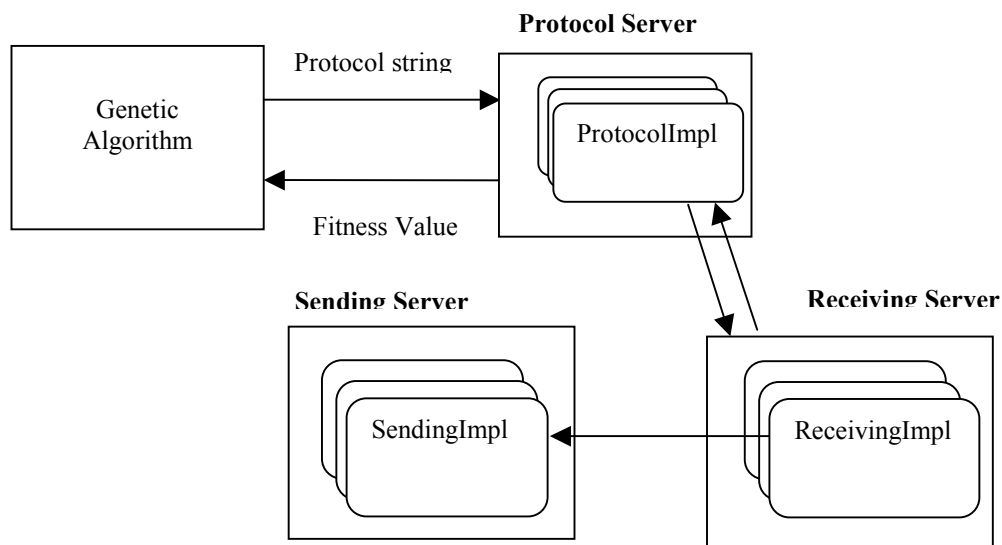 Protocol Server
Protocol string
Genetic
Algorithm
ProtocolImpl
Fitness Value
Sending Server
Receiving Server
SendingImpl
ReceivingImpl